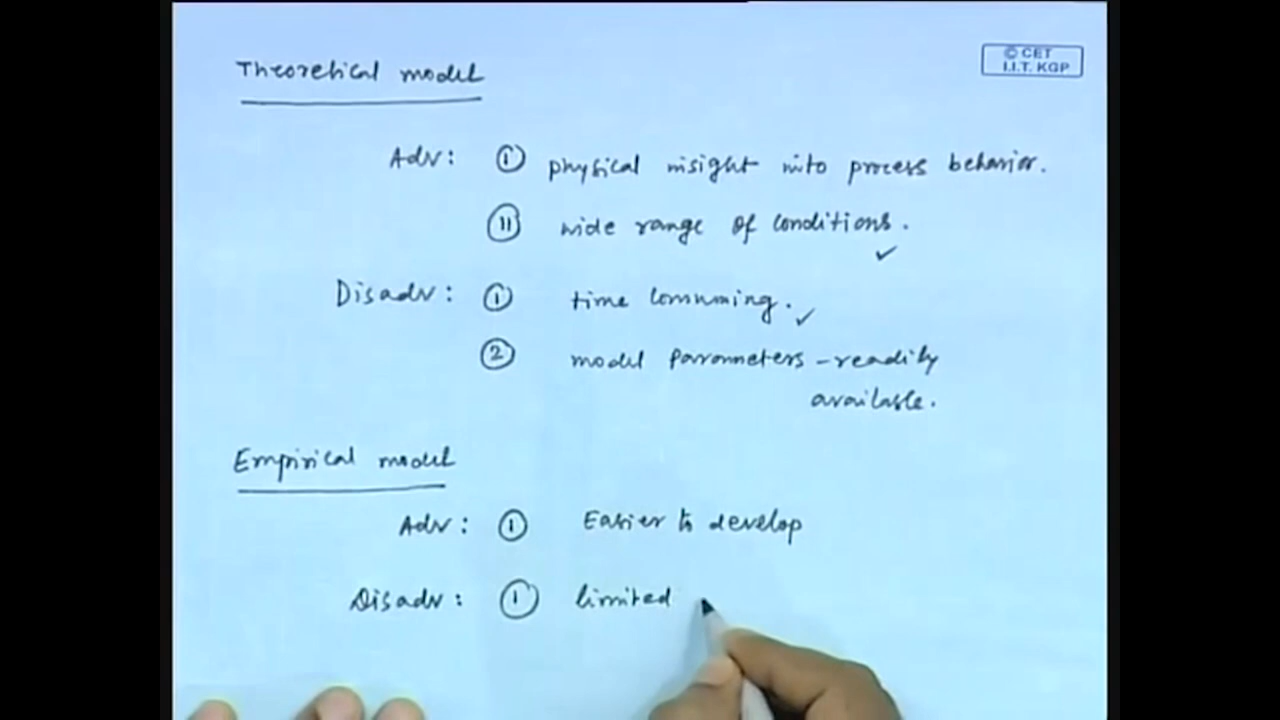 Theoretical model
© CET
I.I.T. KGP
Adv: (i) physical insight into process behavior.
(ii) wide range of conditions. ✓
Disadv: (1) time consuming. ✓
(2) model parameters - readily
available.
Empirical model
Adv: (1) Easier to develop
Disadv: (1) limited